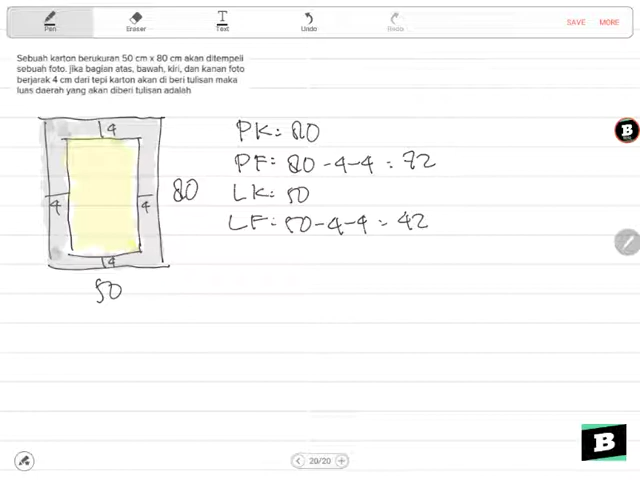 Pen
Eraser
T
Text
Undo
Redo
SAVE
MORE
Sebuah karton berukuran 50 cm x 80 cm akan ditempeli
sebuah foto. jika bagian atas, bawah, kiri, dan kanan foto
berjarak 4 cm dari tepi karton akan di beri tulisan maka
luas daerah yang akan diberi tulisan adalah
4
4
4
4
80
50
PK = 80
PF = 80 - 4 - 4 = 72
LK = 50
LF = 50 - 4 - 4 = 42
B
20/20
B